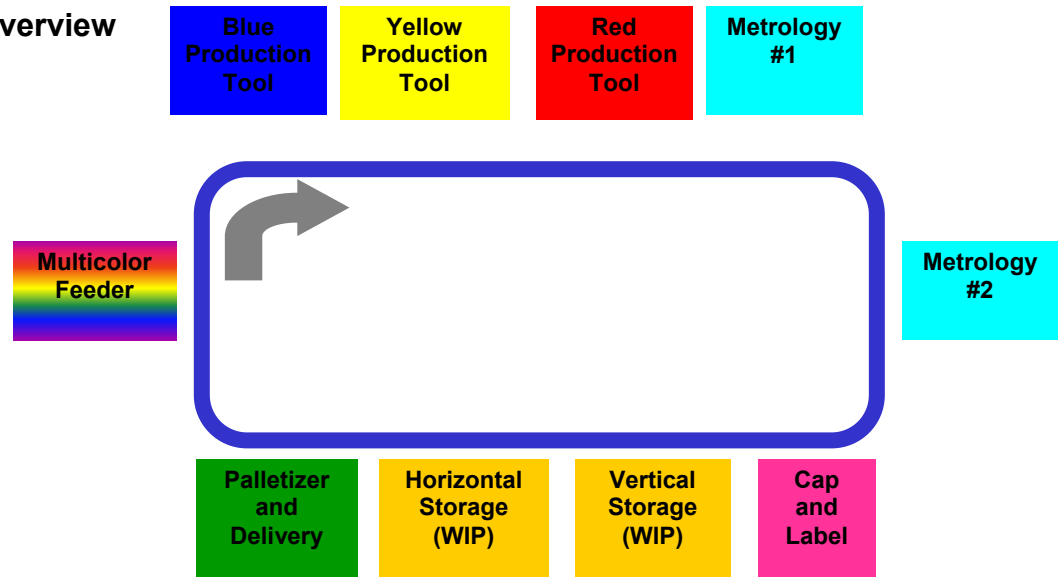 verview
Blue
Production
Tool
Yellow
Production
Tool
Red
Production
Tool
Metrology
#1
Multicolor
Feeder
Metrology
#2
Palletizer
and
Delivery
Horizontal
Storage
(WIP)
Vertical
Storage
(WIP)
Cap
and
Label